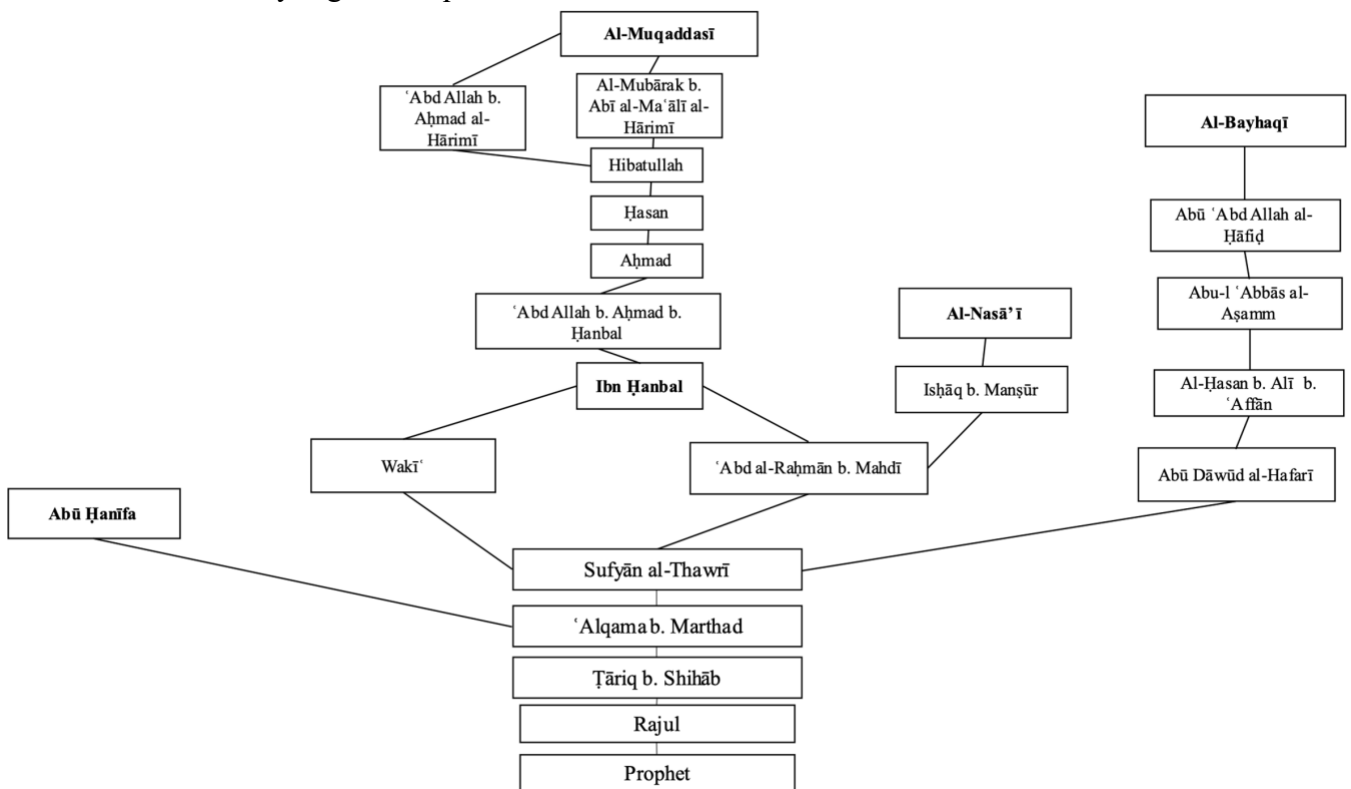 Al-Muqaddasī
ʿAbd Allah b.
Aḥmad al-
Hārimī
Al-Mubārak b.
Abī al-Maʿālī al-
Hārimī
Al-Bayhaqī
Hibatullah
Ḥasan
Abū ʿAbd Allah al-
Ḥāfiḍ
Aḥmad
ʿAbd Allah b. Aḥmad b.
Ḥanbal
Al-Nasā’ī
Abu-l ʿAbbās al-
Aṣamm
Ibn Ḥanbal
Isḥāq b. Manṣūr
Al-Ḥasan b. Alī b.
ʿAffān
Wakīʿ
ʿAbd al-Raḥmān b. Mahdī
Abū Dāwūd al-Hafarī
Abū Ḥanīfa
Sufyān al-Thawrī
ʿAlqama b. Marthad
Ṭāriq b. Shihāb
Rajul
Prophet